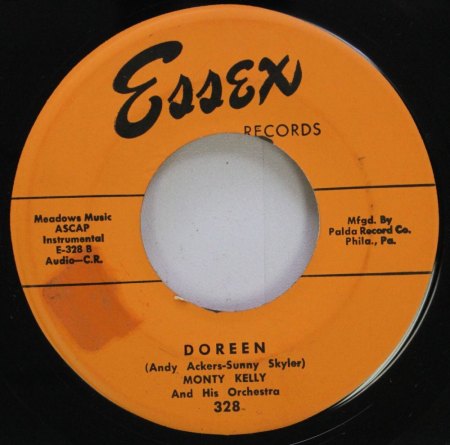 Essex
RECORDS
Meadows Music
ASCAP
Instrumental
E-328 B
Audio—C.R.
Mfgd. By
Palda Record Co.
Phila., Pa.
DOREEN
(Andy Ackers-Sunny Skyler)
MONTY KELLY
And His Orchestra
328